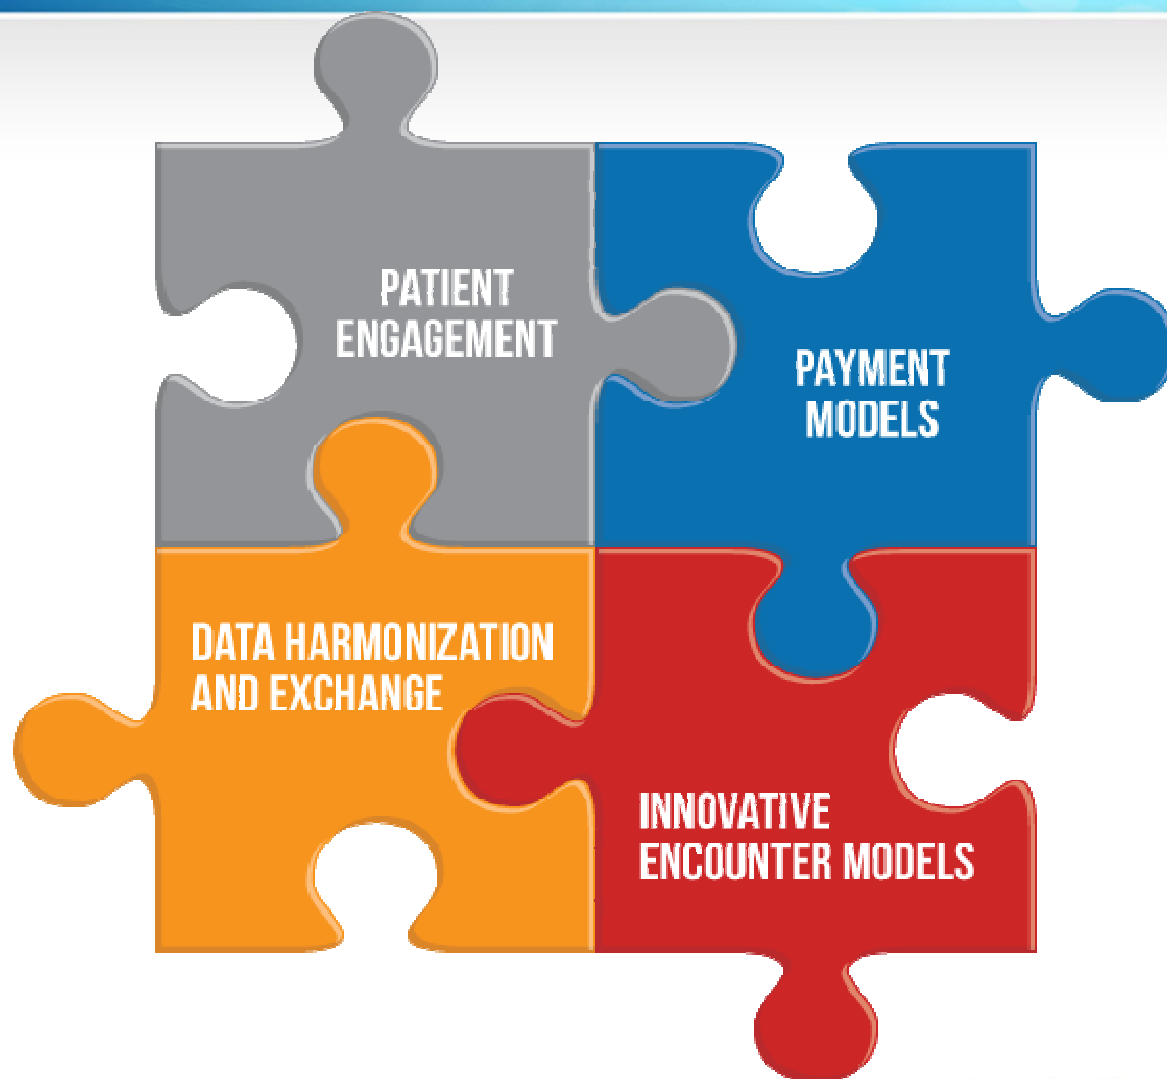 PATIENT
ENGAGEMENT
PAYMENT
MODELS
DATA HARMONIZATION
AND EXCHANGE
INNOVATIVE
ENCOUNTER MODELS